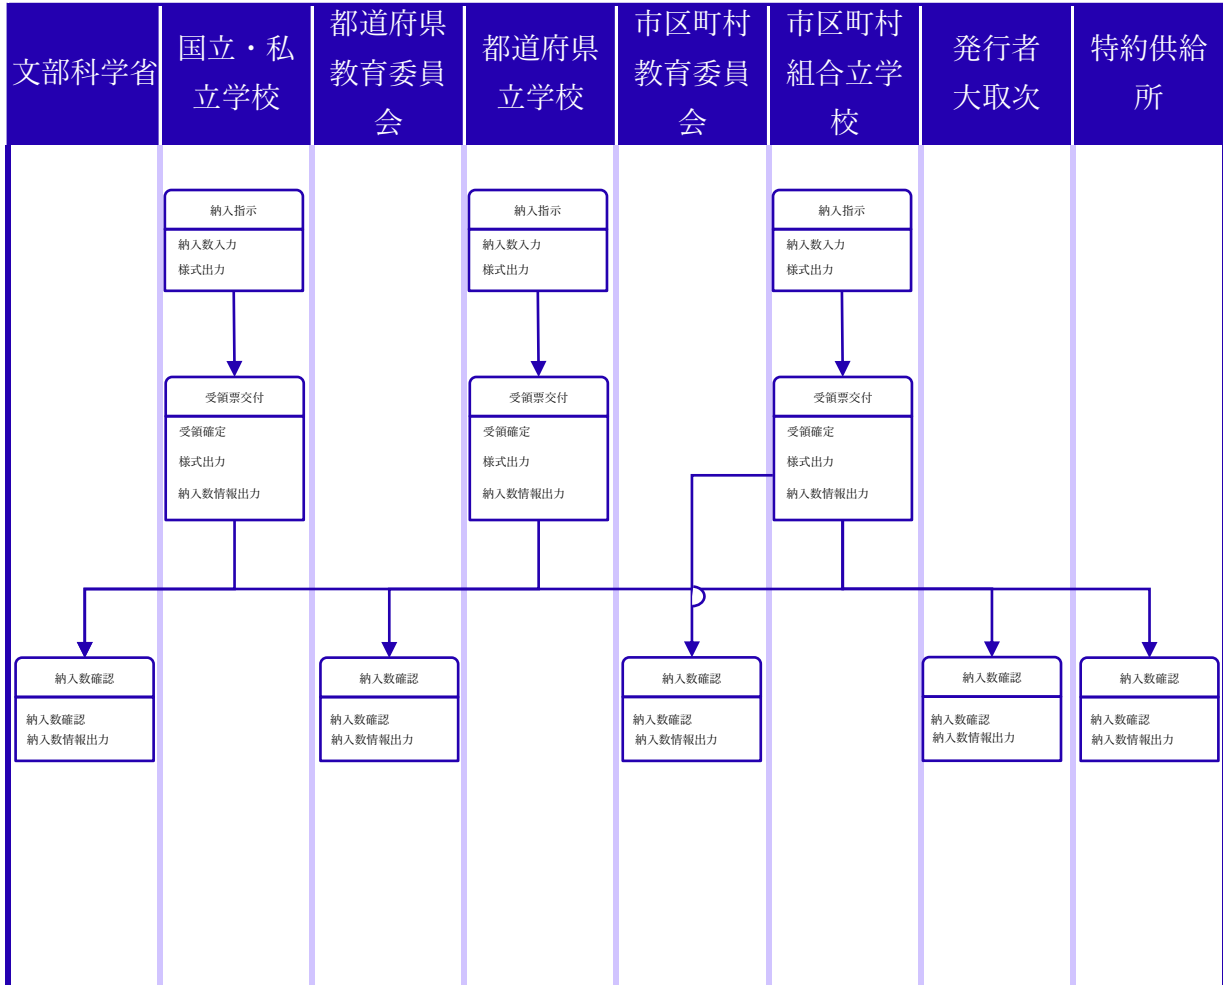 文部科学省
国立・私
立学校
都道府県
教育委員
会
都道府県
立学校
市区町村
教育委員
会
市区町村
組合立学
校
発行者
大取次
特約供給
所
納入指示
納入数入力
様式出力
納入指示
納入数入力
様式出力
納入指示
納入数入力
様式出力
受領票交付
受領確定
様式出力
納入数情報出力
受領票交付
受領確定
様式出力
納入数情報出力
受領票交付
受領確定
様式出力
納入数情報出力
納入数確認
納入数確認
納入数情報出力
納入数確認
納入数確認
納入数情報出力
納入数確認
納入数確認
納入数情報出力
納入数確認
納入数確認
納入数情報出力
納入数確認
納入数確認
納入数情報出力